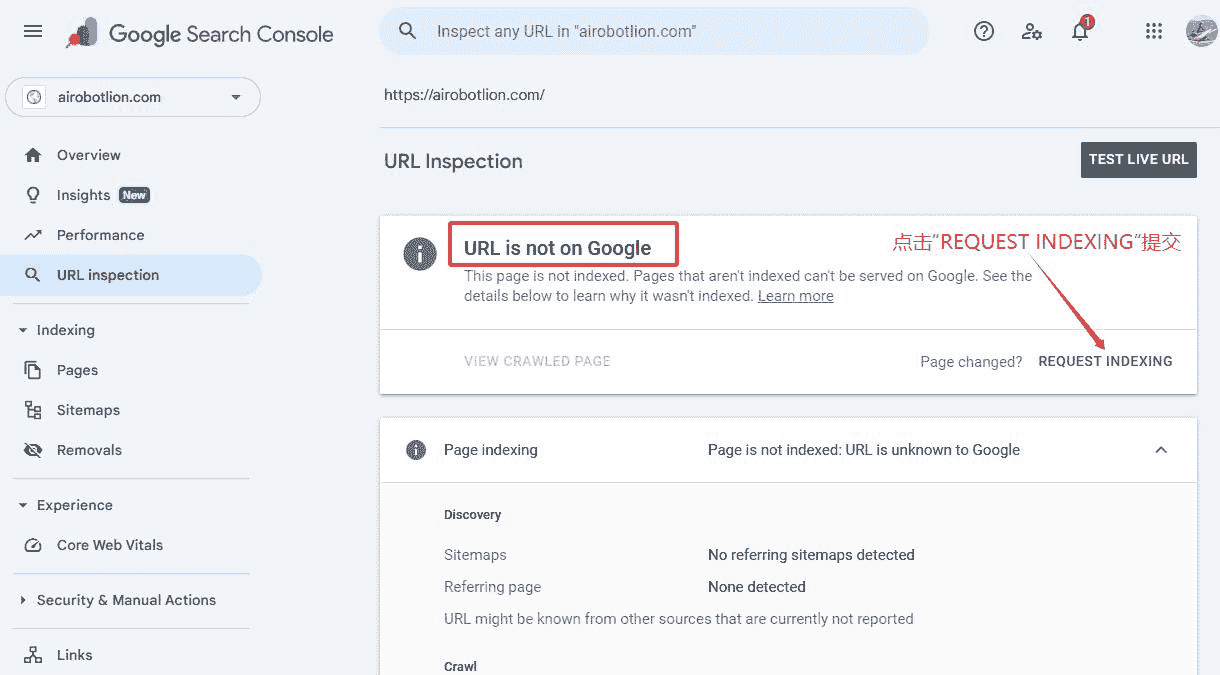 Google Search Console
Inspect any URL in "airobotlion.com"
1
airobotlion.com
https://airobotlion.com/
Overview
Insights New
Performance
URL inspection
Indexing
Pages
Sitemaps
Removals
Experience
Core Web Vitals
Security & Manual Actions
Links
URL Inspection
TEST LIVE URL
URL is not on Google
点击"REQUEST INDEXING"提交
This page is not indexed. Pages that aren't indexed can't be served on Google. See the
details below to learn why it wasn't indexed. Learn more
VIEW CRAWLED PAGE
Page changed? REQUEST INDEXING
Page indexing
Page is not indexed: URL is unknown to Google
Discovery
Sitemaps
No referring sitemaps detected
Referring page
None detected
URL might be known from other sources that are currently not reported
Crawl